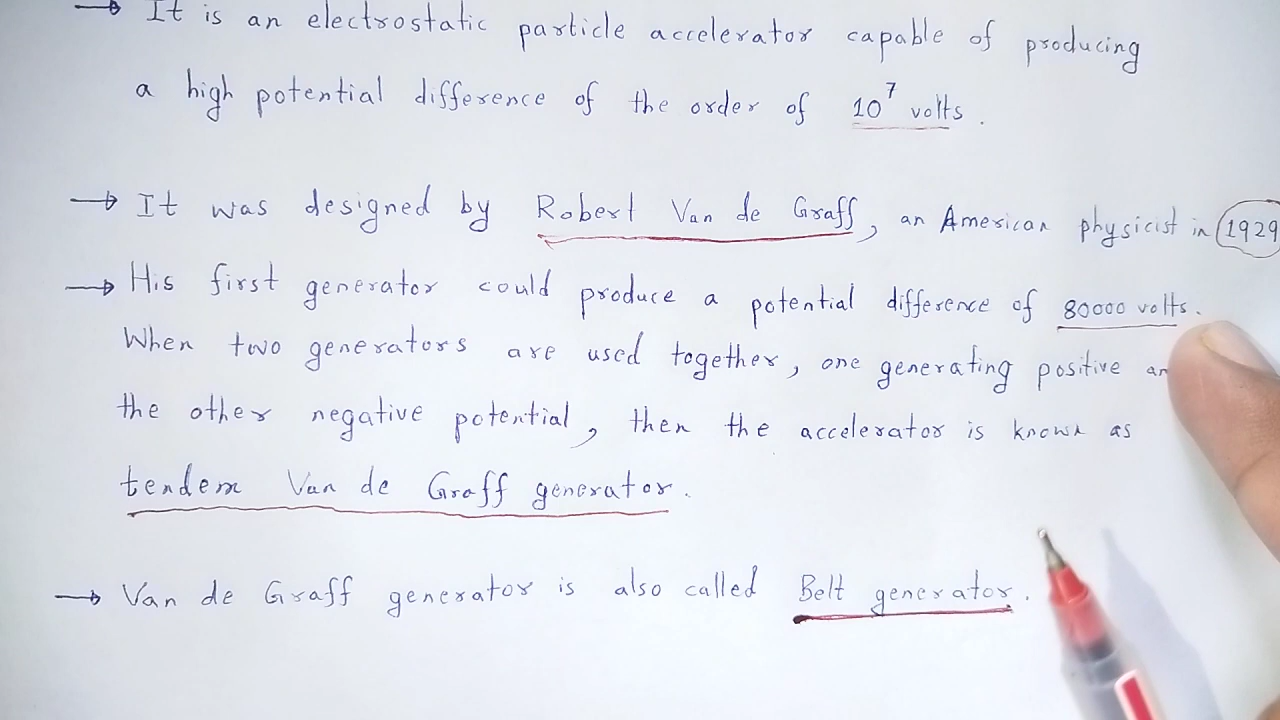 → It is an electrostatic particle accelerator capable of producing
a high potential difference of the order of 10⁷ volts.
→ It was designed by Robert Van de Graff, an American physicist in 1929
→ His first generator could produce a potential difference of 80000 volts.
When two generators are used together, one generating positive an
the other negative potential, then the accelerator is known as
tendem Van de Graff generator.
→ Van de Graff generator is also called Belt generator.